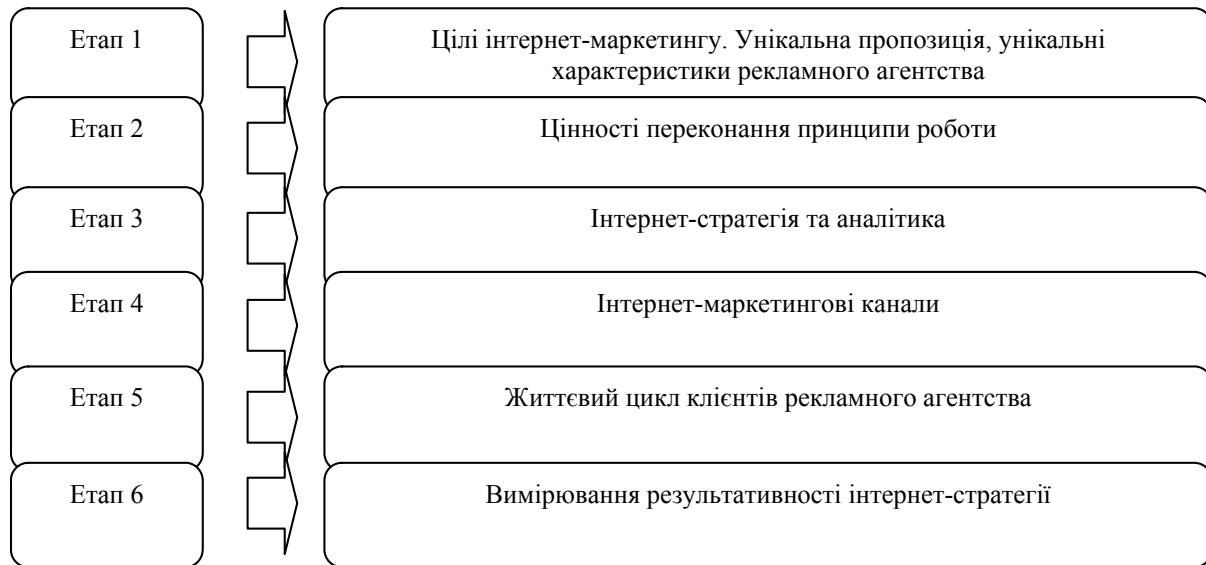 Етап 1
Цілі інтернет-маркетингу. Унікальна пропозиція, унікальні
характеристики рекламного агентства
Етап 2
Цінності переконання принципи роботи
Етап 3
Інтернет-стратегія та аналітика
Етап 4
Інтернет-маркетингові канали
Етап 5
Життєвий цикл клієнтів рекламного агентства
Етап 6
Вимірювання результативності інтернет-стратегії